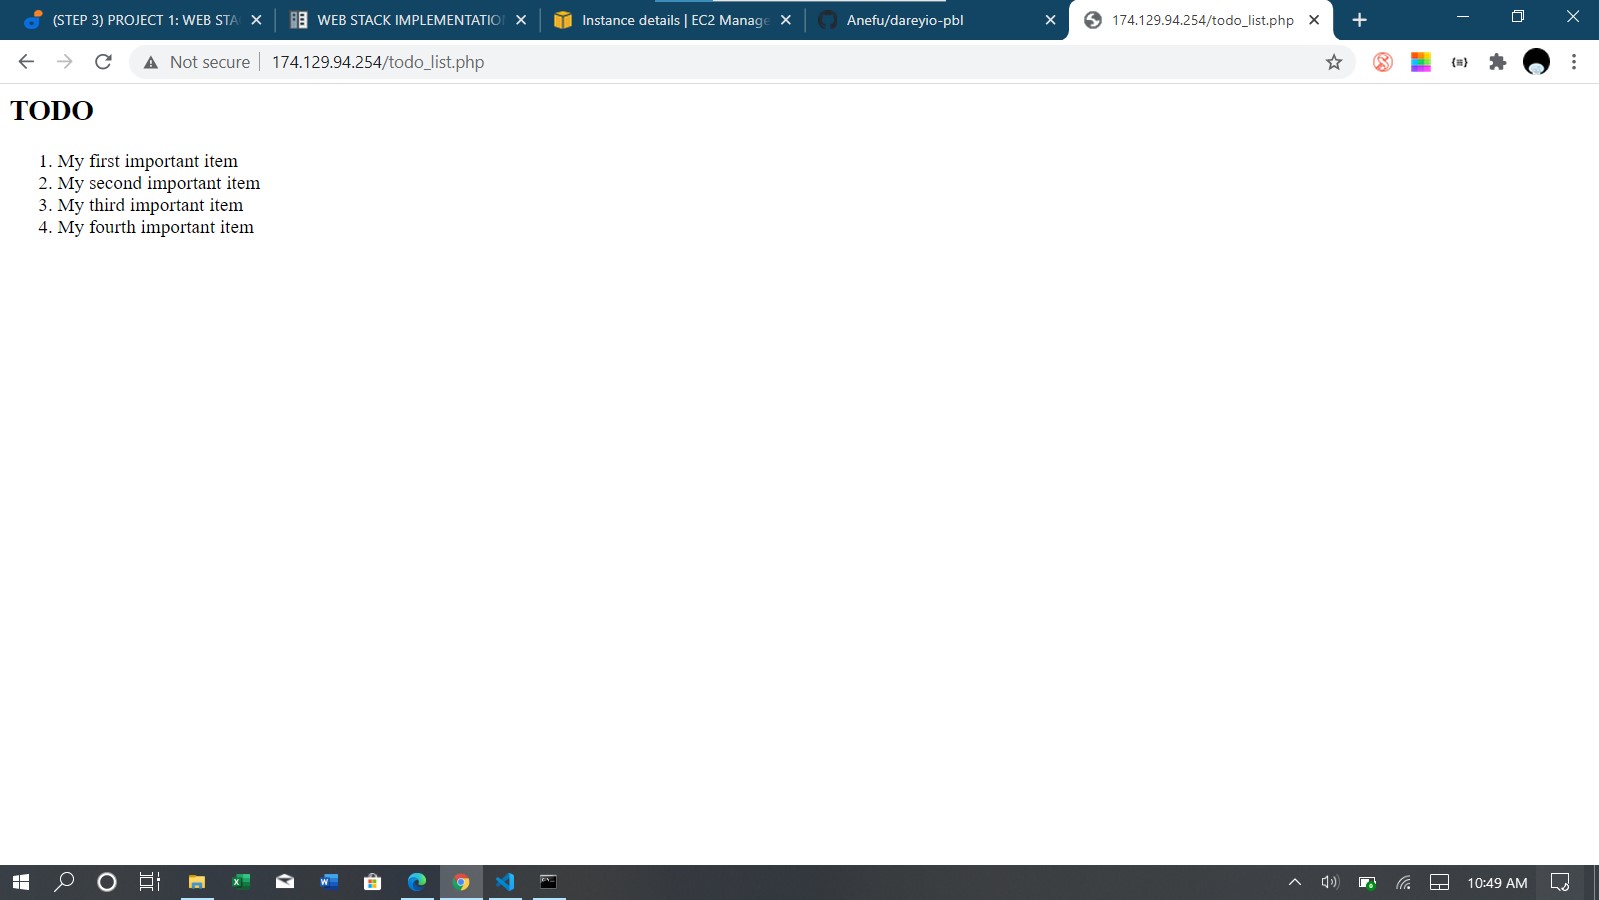 (STEP 3) PROJECT 1: WEB STA
WEB STACK IMPLEMENTATIO
Instance details | EC2 Manage
Anefu/dareyio-pbl
174.129.94.254/todo_list.php
Not secure
174.129.94.254/todo_list.php
TODO
1. My first important item
2. My second important item
3. My third important item
4. My fourth important item
10:49 AM